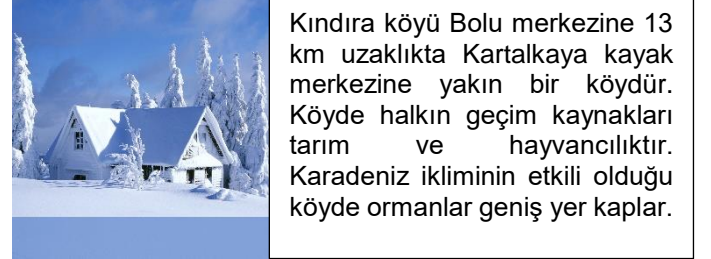 Kındıra köyü Bolu merkezine 13
km uzaklıkta Kartalkaya kayak
merkezine yakın bir köydür.
Köyde halkın geçim kaynakları
tarım ve hayvancılıktır.
Karadeniz ikliminin etkili olduğu
köyde ormanlar geniş yer kaplar.